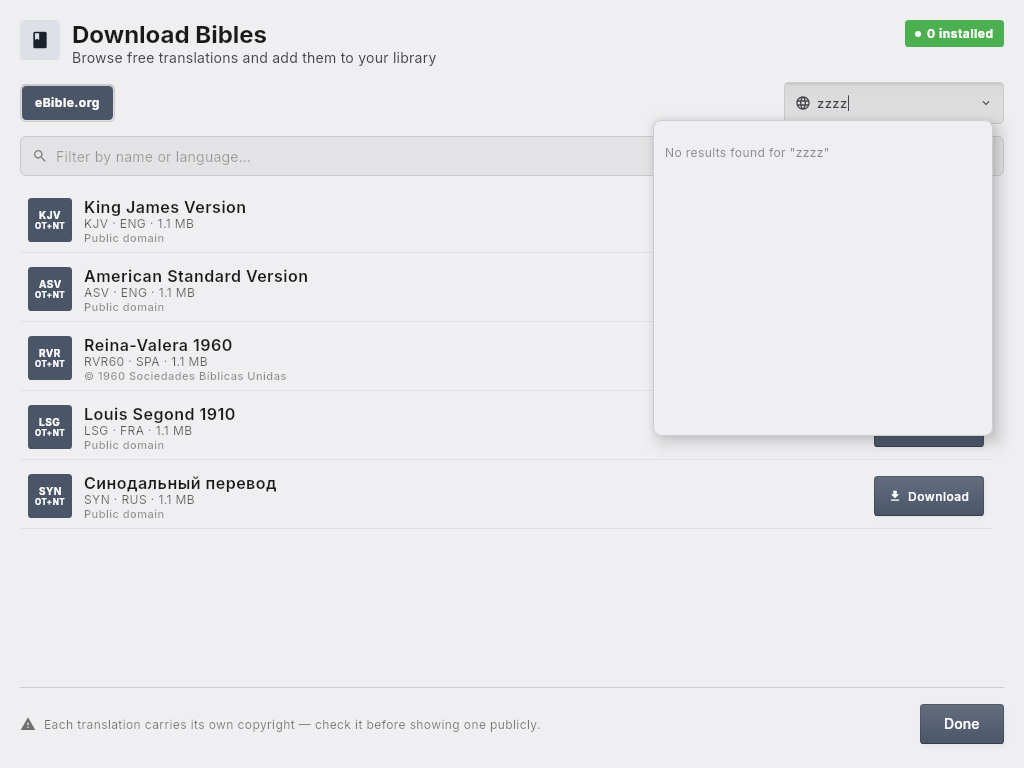 Download Bibles
Browse free translations and add them to your library
0 installed
eBible.org
zzzz
Filter by name or language...
No results found for "zzzz"
KJV
OT+NT
King James Version
KJV · ENG · 1.1 MB
Public domain
ASV
OT+NT
American Standard Version
ASV · ENG · 1.1 MB
Public domain
RVR
OT+NT
Reina-Valera 1960
RVR60 · SPA · 1.1 MB
© 1960 Sociedades Bíblicas Unidas
LSG
OT+NT
Louis Segond 1910
LSG · FRA · 1.1 MB
Public domain
SYN
OT+NT
Синодальный перевод
SYN · RUS · 1.1 MB
Public domain
Download
Each translation carries its own copyright — check it before showing one publicly.
Done